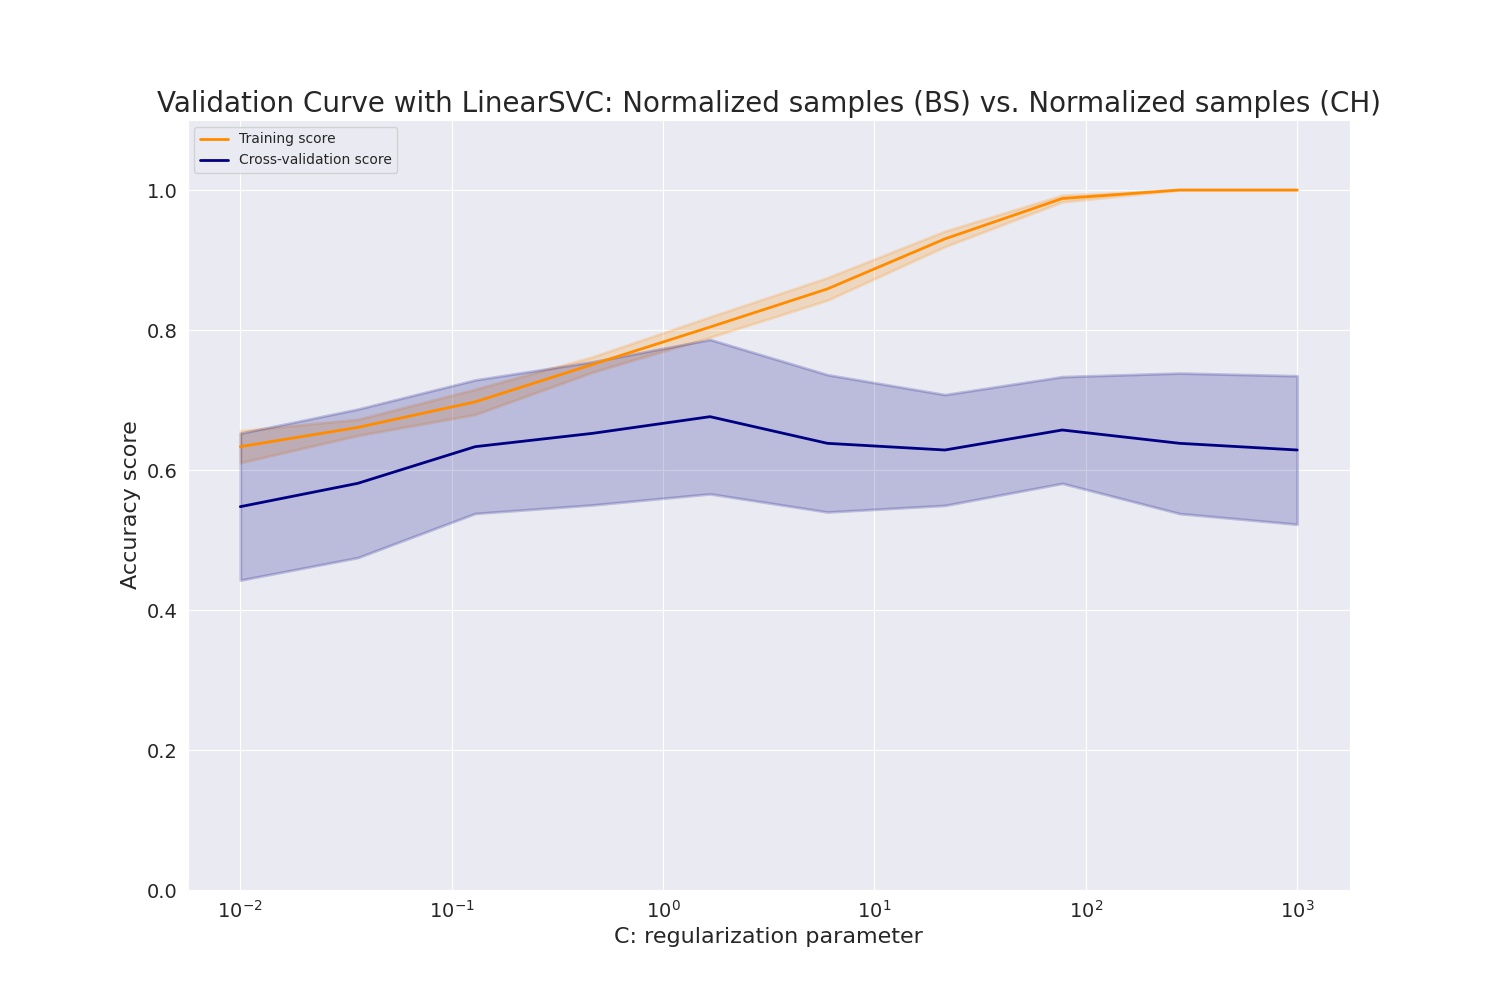 Validation Curve with LinearSVC: Normalized samples (BS) vs. Normalized samples (CH)
Training score
Cross-validation score
1.0
0.8
0.6
0.4
0.2
0.0
Accuracy score
10⁻² 10⁻¹ 10⁰ 10¹ 10² 10³
C: regularization parameter